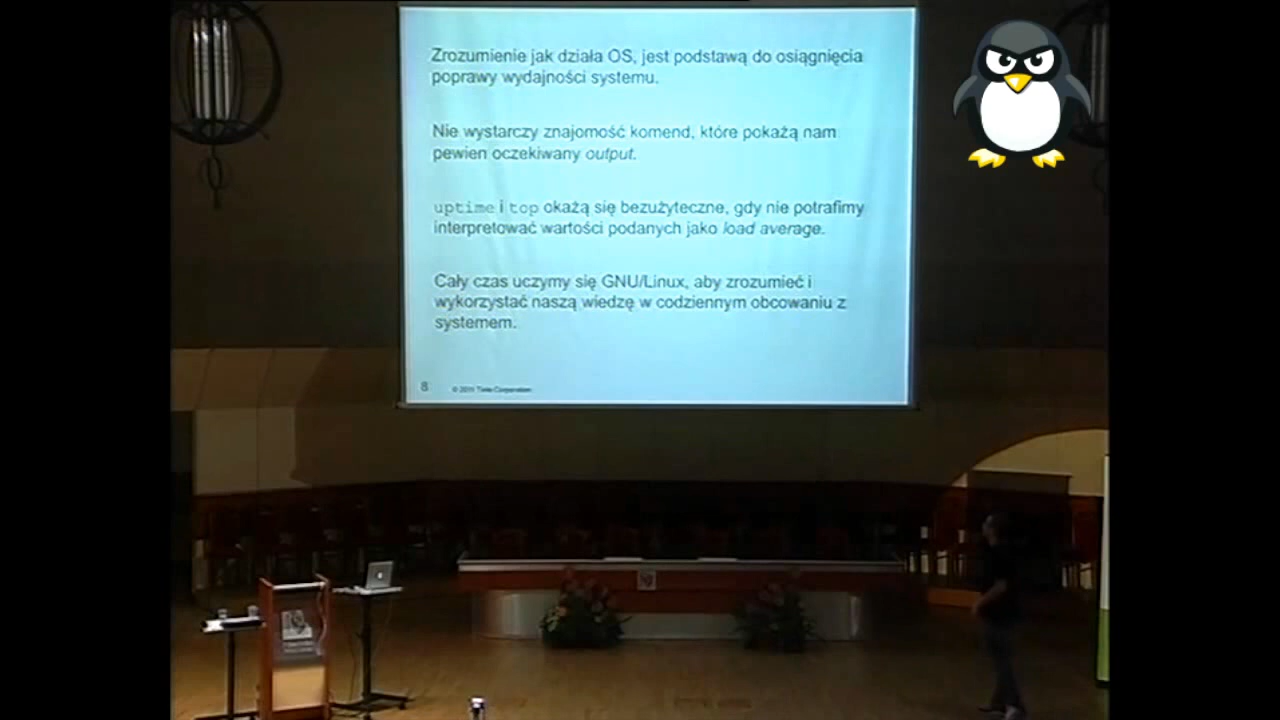 Zrozumienie jak działa OS, jest podstawą do osiągnięcia
poprawy wydajności systemu.
Nie wystarczy znajomość komend, które pokażą nam
pewien oczekiwany output.
uptime i top okażą się bezużyteczne, gdy nie potrafimy
interpretować wartości podanych jako load average.
Cały czas uczymy się GNU/Linux, aby zrozumieć i
wykorzystać naszą wiedzę w codziennym obcowaniu z
systemem.
8
© 2011 Corporation